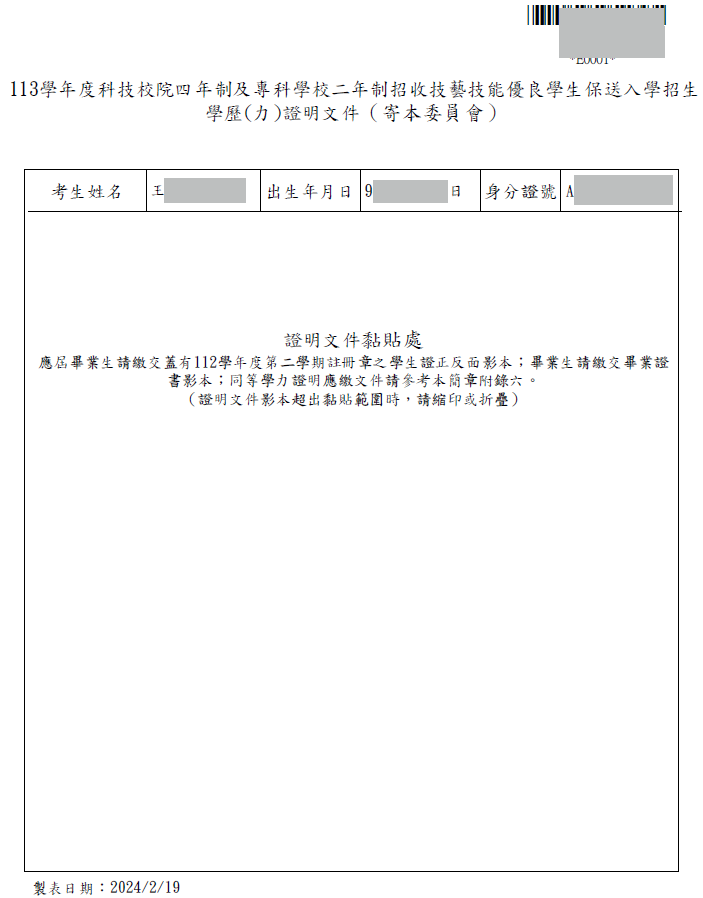 *E0001*
113學年度科技校院四年制及專科學校二年制招收技藝技能優良學生保送入學招生
學歷(力)證明文件（寄本委員會）
考生姓名 王 出生年月日 9 日 身分證號 A
證明文件黏貼處
應屆畢業生請繳交蓋有112學年度第二學期註冊章之學生證正反面影本；畢業生請繳交畢業證
書影本；同等學力證明應繳文件請參考本簡章附錄六。
（證明文件影本超出黏貼範圍時，請縮印或折疊）
製表日期：2024/2/19